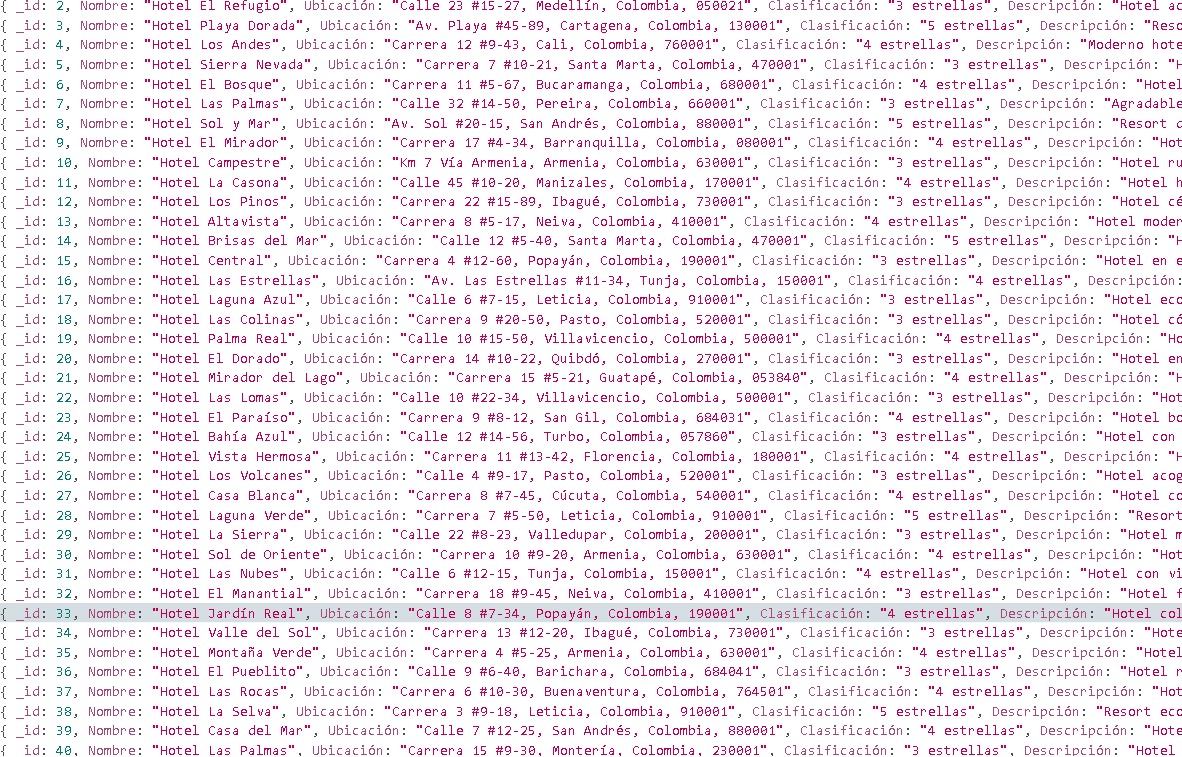 { _id: 2, Nombre: "Hotel El Refugio", Ubicación: "Calle 23 #15-27, Medellín, Colombia, 050021", Clasificación: "3 estrellas", Descripción: "Hotel ac
{ _id: 3, Nombre: "Hotel Playa Dorada", Ubicación: "Av. Playa #45-89, Cartagena, Colombia, 130001", Clasificación: "5 estrellas", Descripción: "Reso
{ _id: 4, Nombre: "Hotel Los Andes", Ubicación: "Carrera 12 #9-43, Cali, Colombia, 760001", Clasificación: "4 estrellas", Descripción: "Moderno hote
{ _id: 5, Nombre: "Hotel Sierra Nevada", Ubicación: "Carrera 7 #10-21, Santa Marta, Colombia, 470001", Clasificación: "3 estrellas", Descripción: "H
{ _id: 6, Nombre: "Hotel El Bosque", Ubicación: "Carrera 11 #5-67, Bucaramanga, Colombia, 680001", Clasificación: "4 estrellas", Descripción: "Hotel
{ _id: 7, Nombre: "Hotel Las Palmas", Ubicación: "Calle 32 #14-50, Pereira, Colombia, 660001", Clasificación: "3 estrellas", Descripción: "Agradable
{ _id: 8, Nombre: "Hotel Sol y Mar", Ubicación: "Av. Sol #20-15, San Andrés, Colombia, 880001", Clasificación: "5 estrellas", Descripción: "Resort c
{ _id: 9, Nombre: "Hotel El Mirador", Ubicación: "Carrera 17 #4-34, Barranquilla, Colombia, 080001", Clasificación: "4 estrellas", Descripción: "Hot
{ _id: 10, Nombre: "Hotel Campestre", Ubicación: "Km 7 Vía Armenia, Armenia, Colombia, 630001", Clasificación: "3 estrellas", Descripción: "Hotel ru
{ _id: 11, Nombre: "Hotel La Casona", Ubicación: "Calle 45 #10-20, Manizales, Colombia, 170001", Clasificación: "4 estrellas", Descripción: "Hotel h
{ _id: 12, Nombre: "Hotel Los Pinos", Ubicación: "Carrera 22 #15-89, Ibagué, Colombia, 730001", Clasificación: "3 estrellas", Descripción: "Hotel cé
{ _id: 13, Nombre: "Hotel Altavista", Ubicación: "Carrera 8 #5-17, Neiva, Colombia, 410001", Clasificación: "4 estrellas", Descripción: "Hotel moder
{ _id: 14, Nombre: "Hotel Brisas del Mar", Ubicación: "Calle 12 #5-40, Santa Marta, Colombia, 470001", Clasificación: "5 estrellas", Descripción: "H
{ _id: 15, Nombre: "Hotel Central", Ubicación: "Carrera 4 #12-60, Popayán, Colombia, 190001", Clasificación: "3 estrellas", Descripción: "Hotel en e
{ _id: 16, Nombre: "Hotel Las Estrellas", Ubicación: "Av. Las Estrellas #11-34, Tunja, Colombia, 150001", Clasificación: "4 estrellas", Descripción:
{ _id: 17, Nombre: "Hotel Laguna Azul", Ubicación: "Calle 6 #7-15, Leticia, Colombia, 910001", Clasificación: "3 estrellas", Descripción: "Hotel eco
{ _id: 18, Nombre: "Hotel Las Colinas", Ubicación: "Carrera 9 #20-50, Pasto, Colombia, 520001", Clasificación: "3 estrellas", Descripción: "Hotel có
{ _id: 19, Nombre: "Hotel Palma Real", Ubicación: "Calle 10 #15-50, Villavicencio, Colombia, 500001", Clasificación: "4 estrellas", Descripción: "Ho
{ _id: 20, Nombre: "Hotel El Dorado", Ubicación: "Carrera 14 #10-22, Quibdó, Colombia, 270001", Clasificación: "3 estrellas", Descripción: "Hotel en
{ _id: 21, Nombre: "Hotel Mirador del Lago", Ubicación: "Carrera 15 #5-21, Guatapé, Colombia, 053840", Clasificación: "4 estrellas", Descripción: "H
{ _id: 22, Nombre: "Hotel Las Lomas", Ubicación: "Calle 10 #22-34, Villavicencio, Colombia, 500001", Clasificación: "3 estrellas", Descripción: "Hot
{ _id: 23, Nombre: "Hotel El Paraíso", Ubicación: "Carrera 9 #8-12, San Gil, Colombia, 684031", Clasificación: "4 estrellas", Descripción: "Hotel bo
{ _id: 24, Nombre: "Hotel Bahía Azul", Ubicación: "Calle 12 #14-56, Turbo, Colombia, 057860", Clasificación: "3 estrellas", Descripción: "Hotel con
{ _id: 25, Nombre: "Hotel Vista Hermosa", Ubicación: "Carrera 11 #13-42, Florencia, Colombia, 180001", Clasificación: "4 estrellas", Descripción: "H
{ _id: 26, Nombre: "Hotel Los Volcanes", Ubicación: "Calle 4 #9-17, Pasto, Colombia, 520001", Clasificación: "3 estrellas", Descripción: "Hotel acog
{ _id: 27, Nombre: "Hotel Casa Blanca", Ubicación: "Carrera 8 #7-45, Cúcuta, Colombia, 540001", Clasificación: "4 estrellas", Descripción: "Hotel co
{ _id: 28, Nombre: "Hotel Laguna Verde", Ubicación: "Carrera 7 #5-50, Leticia, Colombia, 910001", Clasificación: "5 estrellas", Descripción: "Resort
{ _id: 29, Nombre: "Hotel La Sierra", Ubicación: "Calle 22 #8-23, Valledupar, Colombia, 200001", Clasificación: "3 estrellas", Descripción: "Hotel m
{ _id: 30, Nombre: "Hotel Sol de Oriente", Ubicación: "Carrera 10 #9-20, Armenia, Colombia, 630001", Clasificación: "4 estrellas", Descripción: "Hot
{ _id: 31, Nombre: "Hotel Las Nubes", Ubicación: "Calle 6 #12-15, Tunja, Colombia, 150001", Clasificación: "4 estrellas", Descripción: "Hotel con vi
{ _id: 32, Nombre: "Hotel El Manantial", Ubicación: "Carrera 18 #9-45, Neiva, Colombia, 410001", Clasificación: "3 estrellas", Descripción: "Hotel f
{ _id: 33, Nombre: "Hotel Jardín Real", Ubicación: "Calle 8 #7-34, Popayán, Colombia, 190001", Clasificación: "4 estrellas", Descripción: "Hotel col
{ _id: 34, Nombre: "Hotel Valle del Sol", Ubicación: "Carrera 13 #12-20, Ibagué, Colombia, 730001", Clasificación: "3 estrellas", Descripción: "Hote
{ _id: 35, Nombre: "Hotel Montaña Verde", Ubicación: "Carrera 4 #5-25, Armenia, Colombia, 630001", Clasificación: "4 estrellas", Descripción: "Hotel
{ _id: 36, Nombre: "Hotel El Pueblito", Ubicación: "Calle 9 #6-40, Barichara, Colombia, 684041", Clasificación: "3 estrellas", Descripción: "Hotel r
{ _id: 37, Nombre: "Hotel Las Rocas", Ubicación: "Carrera 6 #10-30, Buenaventura, Colombia, 764501", Clasificación: "4 estrellas", Descripción: "Hot
{ _id: 38, Nombre: "Hotel La Selva", Ubicación: "Carrera 3 #9-18, Leticia, Colombia, 910001", Clasificación: "5 estrellas", Descripción: "Resort eco
{ _id: 39, Nombre: "Hotel Casa del Mar", Ubicación: "Calle 7 #12-25, San Andrés, Colombia, 880001", Clasificación: "4 estrellas", Descripción: "Hote
{ _id: 40, Nombre: "Hotel Las Palmas", Ubicación: "Carrera 15 #9-30, Montería, Colombia, 230001", Clasificación: "3 estrellas", Descripción: "Hotel